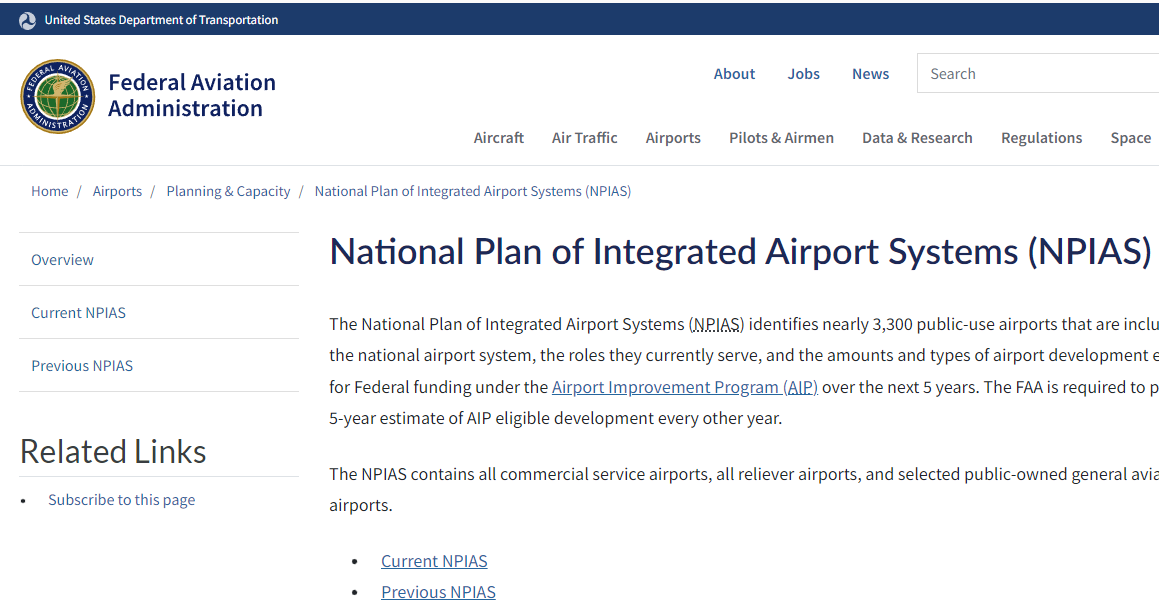 United States Department of Transportation
FEDERAL AVIATION
ADMINISTRATION
Federal Aviation
Administration
About Jobs News Search
Aircraft Air Traffic Airports Pilots & Airmen Data & Research Regulations Space
Home / Airports / Planning & Capacity / National Plan of Integrated Airport Systems (NPIAS)
Overview
Current NPIAS
Previous NPIAS
Related Links
• Subscribe to this page
National Plan of Integrated Airport Systems (NPIAS)
The National Plan of Integrated Airport Systems (NPIAS) identifies nearly 3,300 public-use airports that are inclu
the national airport system, the roles they currently serve, and the amounts and types of airport development e
for Federal funding under the Airport Improvement Program (AIP) over the next 5 years. The FAA is required to p
5-year estimate of AIP eligible development every other year.
The NPIAS contains all commercial service airports, all reliever airports, and selected public-owned general avia
airports.
• Current NPIAS
• Previous NPIAS